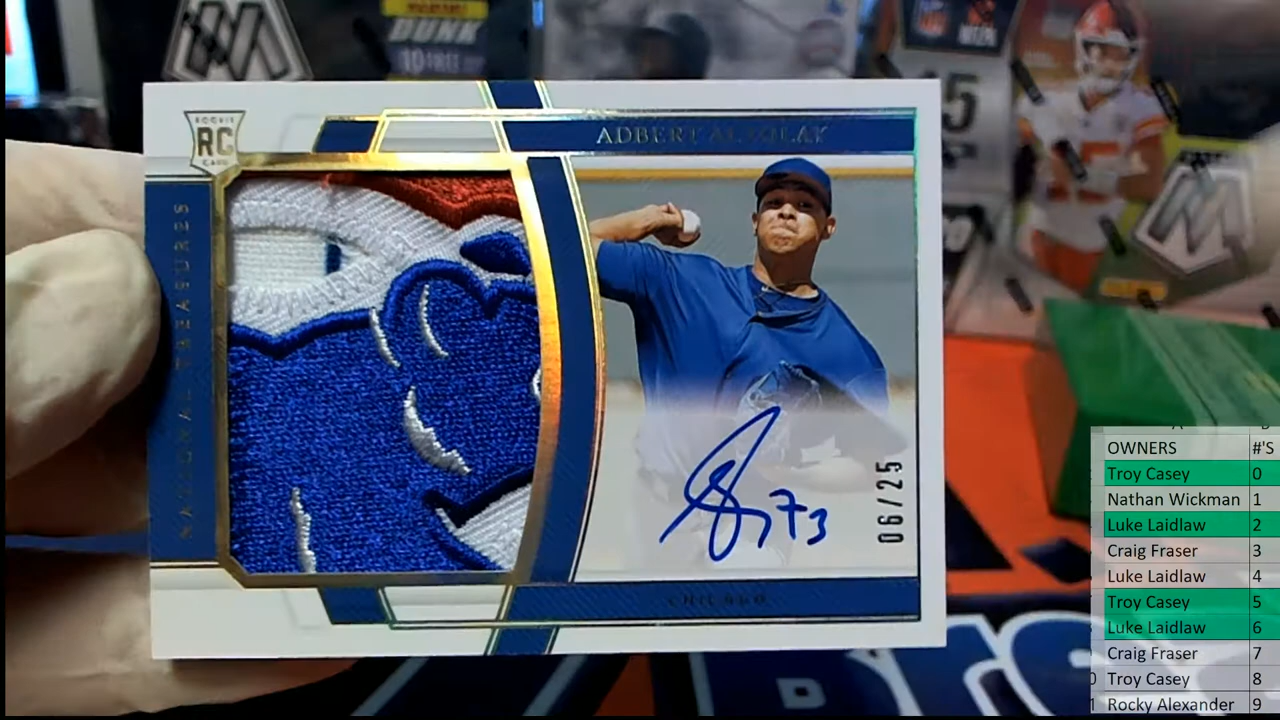 DUNK
ROOKIE
RC
CARD
ADBERT ALZOLAY
NATIONAL TREASURES
73
06/25
CHICAGO
OWNERS #'S
Troy Casey 0
Nathan Wickman 1
Luke Laidlaw 2
Craig Fraser 3
Luke Laidlaw 4
Troy Casey 5
Luke Laidlaw 6
Craig Fraser 7
Troy Casey 8
Rocky Alexander 9